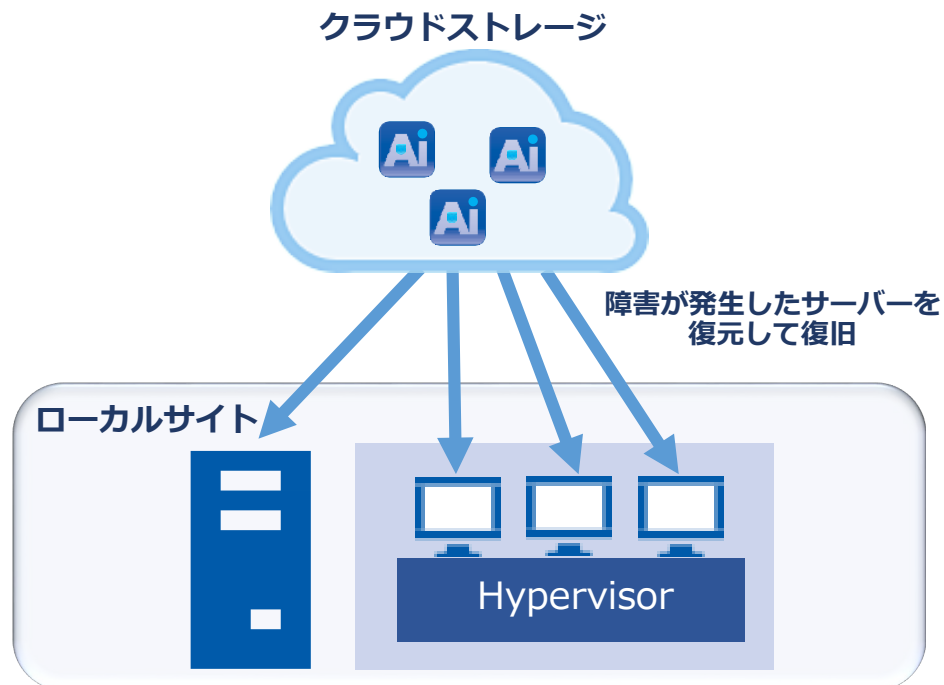 クラウドストレージ
Ai
Ai
Ai
障害が発生したサーバーを
復元して復旧
ローカルサイト
Hypervisor